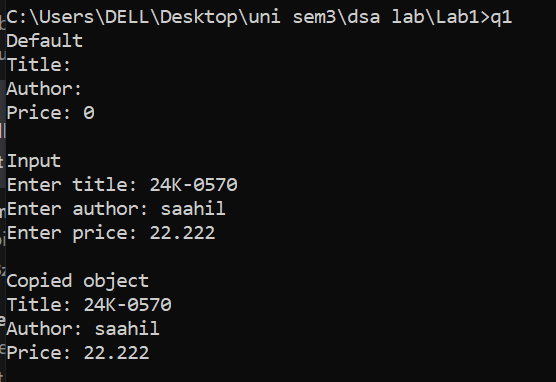 C:\Users\DELL\Desktop\uni sem3\dsa lab\Lab1>q1
Default
Title:
Author:
Price: 0
Input
Enter title: 24K-0570
Enter author: saahil
Enter price: 22.222
Copied object
Title: 24K-0570
Author: saahil
Price: 22.222